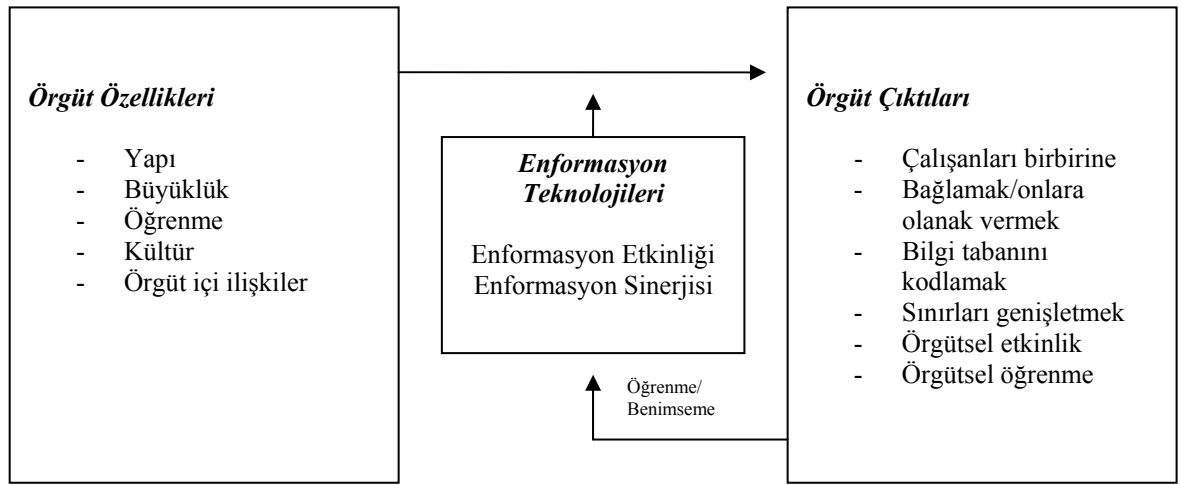 Örgüt Özellikleri
- Yapı
- Büyüklük
- Öğrenme
- Kültür
- Örgüt içi ilişkiler
Enformasyon
Teknolojileri
Enformasyon Etkinliği
Enformasyon Sinerjisi
Öğrenme/
Benimseme
Örgüt Çıktıları
- Çalışanları birbirine
- Bağlamak/onlara
olanak vermek
- Bilgi tabanını
kodlamak
- Sınırları genişletmek
- Örgütsel etkinlik
- Örgütsel öğrenme